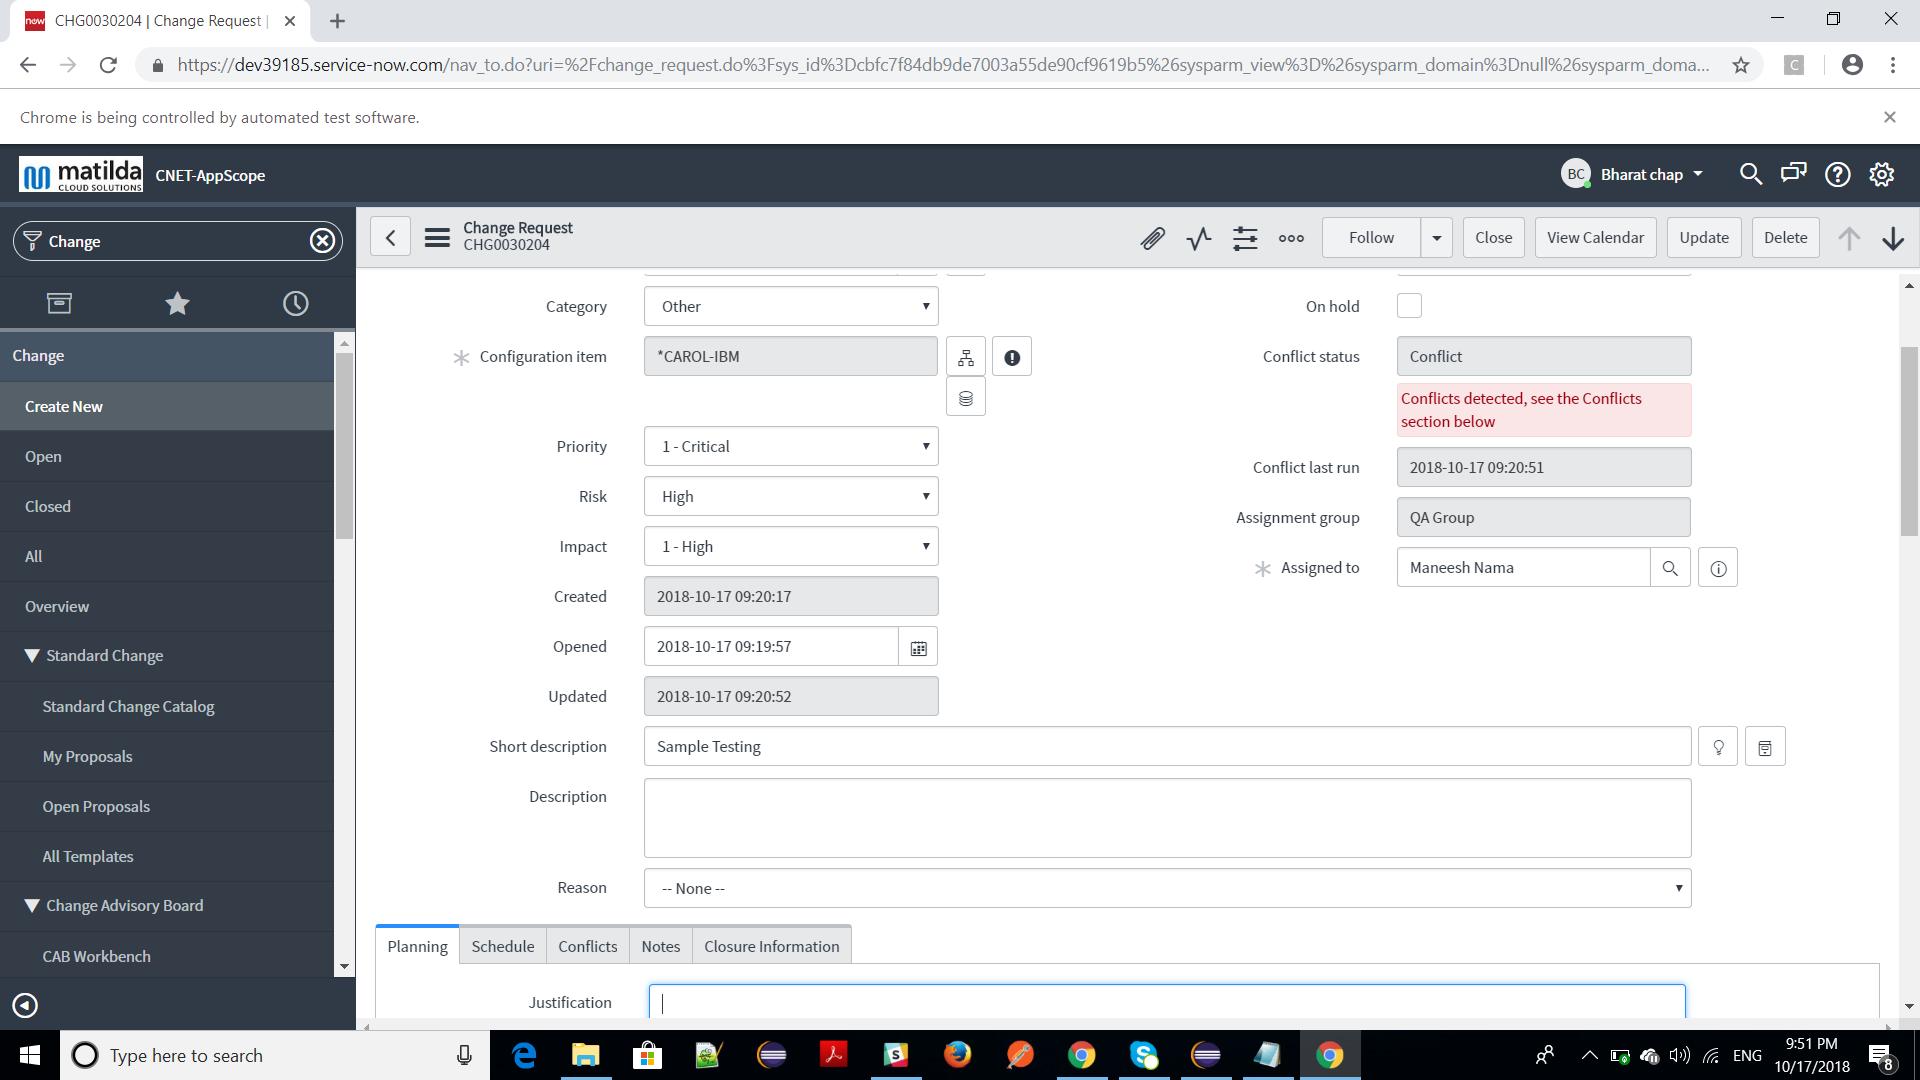 now CHG0030204 | Change Request |
https://dev39185.service-now.com/nav_to.do?uri=%2Fchange_request.do%3Fsys_id%3Dcbfc7f84db9de7003a55de90cf9619b5%26sysparm_view%3D%26sysparm_domain%3Dnull%26sysparm_doma...
C
Chrome is being controlled by automated test software.
matilda
CLOUD SOLUTIONS
CNET-AppScope
BC Bharat chap
Change
Change Request
CHG0030204
Follow
Close
View Calendar
Update
Delete
Change
Create New
Open
Closed
All
Overview
Standard Change
Standard Change Catalog
My Proposals
Open Proposals
All Templates
Change Advisory Board
CAB Workbench
Category Other
Configuration item *CAROL-IBM
Priority 1 - Critical
Risk High
Impact 1 - High
Created 2018-10-17 09:20:17
Opened 2018-10-17 09:19:57
Updated 2018-10-17 09:20:52
On hold
Conflict status Conflict
Conflicts detected, see the Conflicts
section below
Conflict last run 2018-10-17 09:20:51
Assignment group QA Group
Assigned to Maneesh Nama
Short description Sample Testing
Description
Reason -- None --
Planning Schedule Conflicts Notes Closure Information
Justification
Type here to search
ENG
9:51 PM
10/17/2018
8